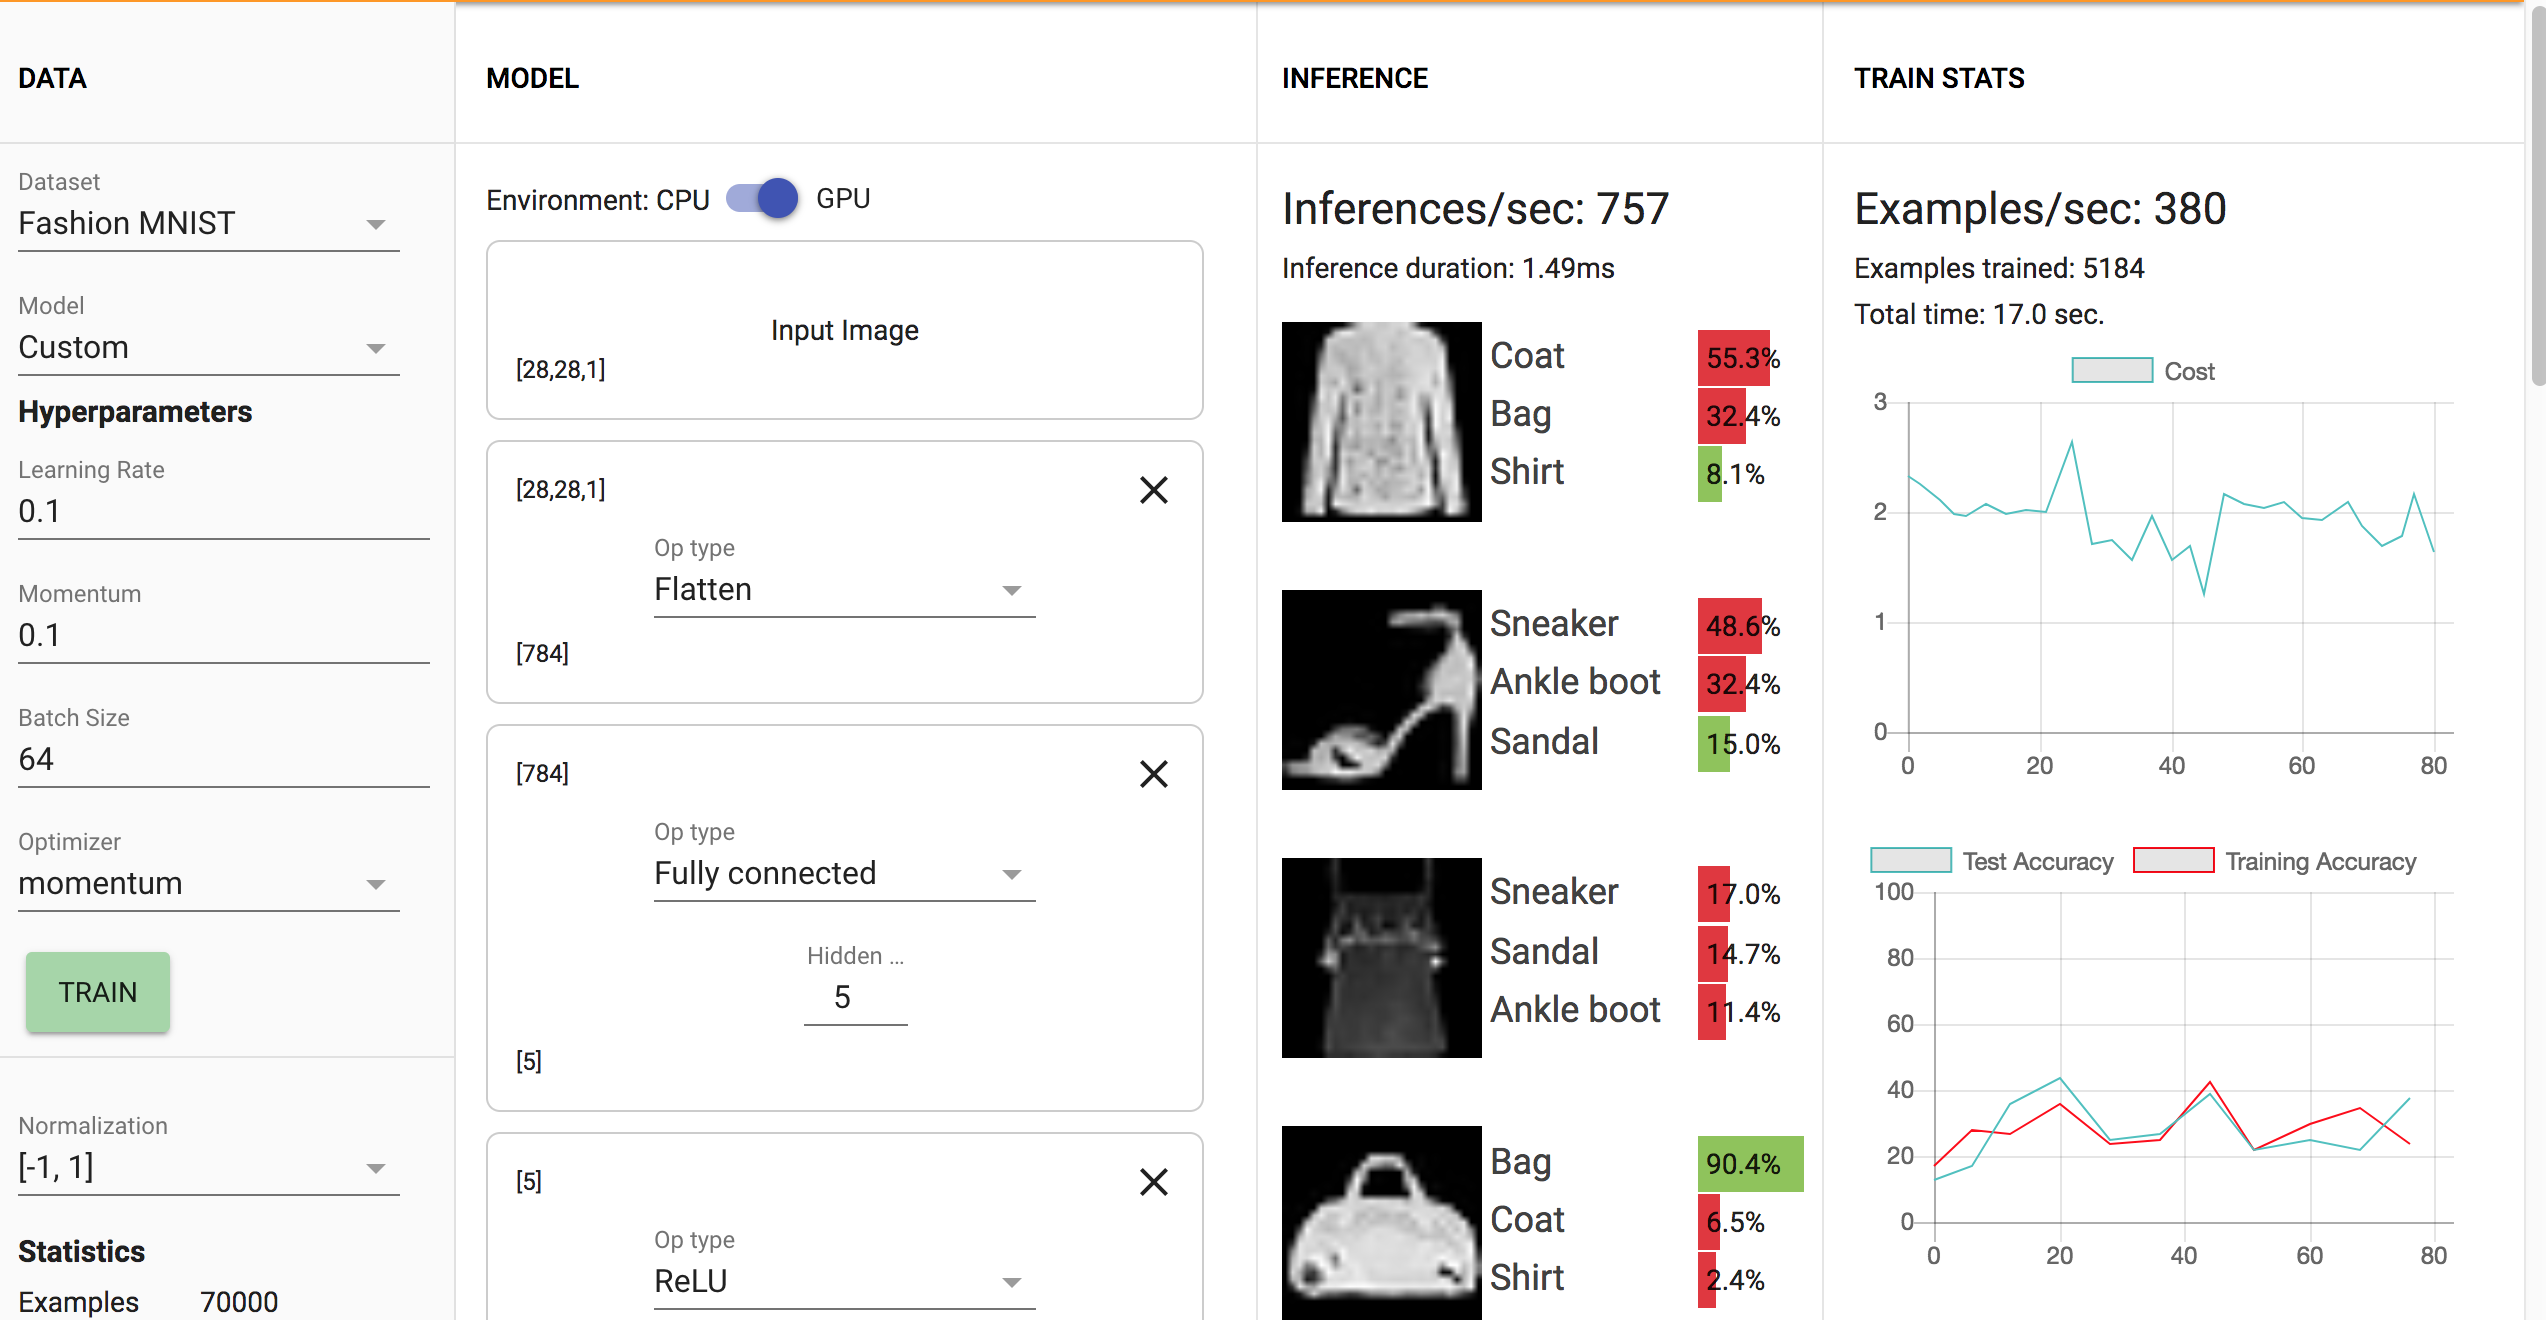 DATA
Dataset
Fashion MNIST
Model
Custom
Hyperparameters
Learning Rate
0.1
Momentum
0.1
Batch Size
64
Optimizer
momentum
TRAIN
Normalization
[-1, 1]
Statistics
Examples 70000
MODEL
Environment: CPU GPU
Input Image
[28,28,1]
[28,28,1]
Op type
Flatten
[784]
[784]
Op type
Fully connected
Hidden ...
5
[5]
[5]
Op type
ReLU
INFERENCE
Inferences/sec: 757
Inference duration: 1.49ms
Coat 55.3%
Bag 32.4%
Shirt 8.1%
Sneaker 48.6%
Ankle boot 32.4%
Sandal 15.0%
Sneaker 17.0%
Sandal 14.7%
Ankle boot 11.4%
Bag 90.4%
Coat 6.5%
Shirt 2.4%
TRAIN STATS
Examples/sec: 380
Examples trained: 5184
Total time: 17.0 sec.
Cost
3
2
1
0
0 20 40 60 80
Test Accuracy Training Accuracy
100
80
60
40
20
0
0 20 40 60 80